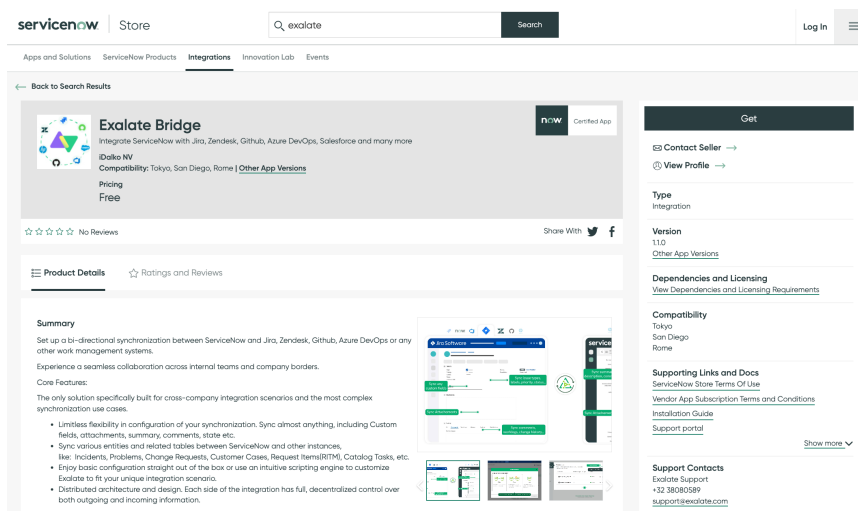 servicenow Store
exalate
Search
Log In
Apps and Solutions ServiceNow Products Integrations Innovation Lab Events
← Back to Search Results
Exalate Bridge
Integrate ServiceNow with Jira, Zendesk, Github, Azure DevOps, Salesforce and many more
iDalko NV
Compatibility: Tokyo, San Diego, Rome | Other App Versions
Pricing
Free
now Certified App
No Reviews
Share With
Product Details
Ratings and Reviews
Summary
Set up a bi-directional synchronization between ServiceNow and Jira, Zendesk, Github, Azure DevOps or any
other work management systems.
Experience a seamless collaboration across internal teams and company borders.
Core Features:
The only solution specifically built for cross-company integration scenarios and the most complex
synchronization use cases.
• Limitless flexibility in configuration of your synchronization. Sync almost anything, including Custom
fields, attachments, summary, comments, state etc.
• Sync various entities and related tables between ServiceNow and other instances,
like: Incidents, Problems, Change Requests, Customer Cases, Request Items(RITM), Catalog Tasks, etc.
• Enjoy basic configuration straight out of the box or use an intuitive scripting engine to customize
Exalate to fit your unique integration scenario.
• Distributed architecture and design. Each side of the integration has full, decentralized control over
both outgoing and incoming information.
Jira Software
service
Get
Contact Seller →
View Profile →
Type
Integration
Version
1.1.0
Other App Versions
Dependencies and Licensing
View Dependencies and Licensing Requirements
Compatibility
Tokyo
San Diego
Rome
Supporting Links and Docs
ServiceNow Store Terms Of Use
Vendor App Subscription Terms and Conditions
Installation Guide
Support portal
Show more
Support Contacts
Exalate Support
+32 38080589
support@exalate.com